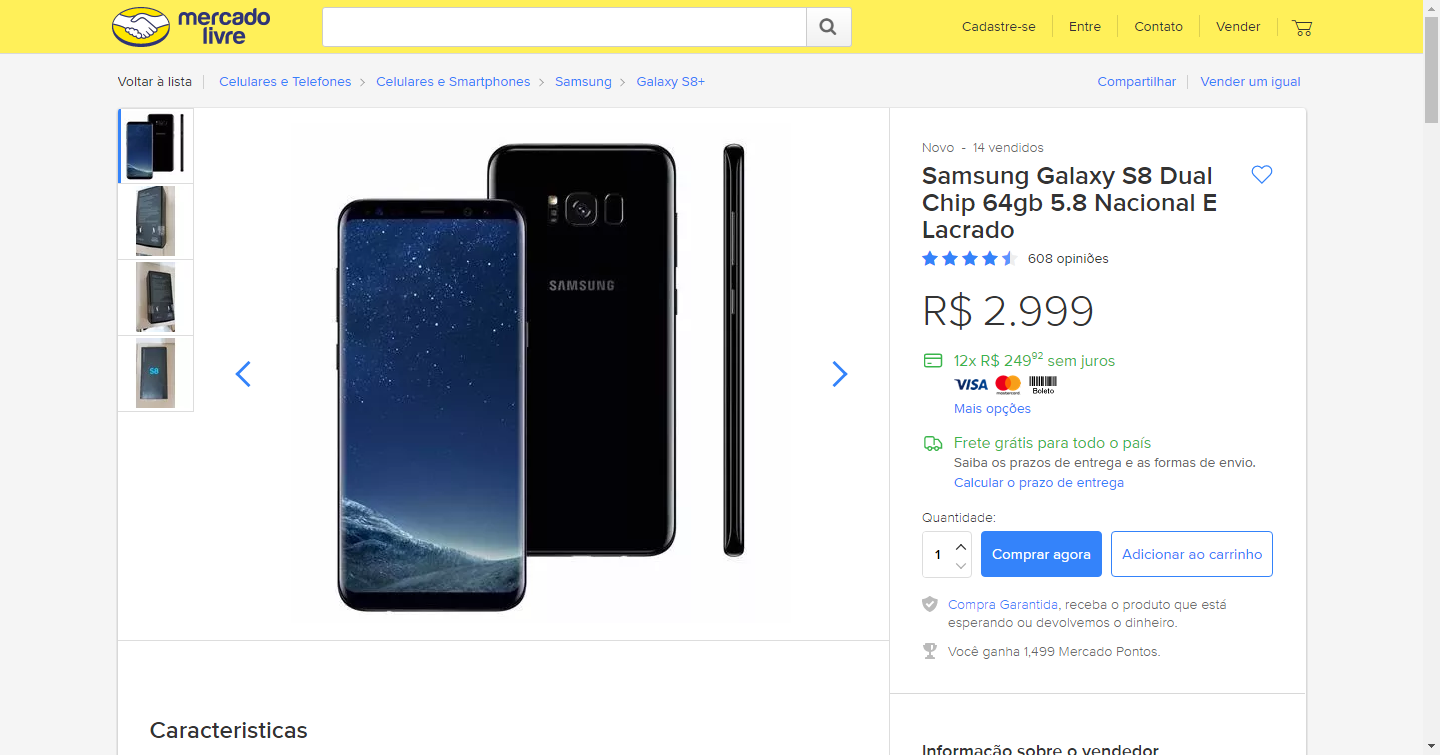 mercado
livre
Cadastre-se
Entre
Contato
Vender
Voltar à lista
Celulares e Telefones
Celulares e Smartphones
Samsung
Galaxy S8+
Compartilhar
Vender um igual
S8
SAMSUNG
Novo - 14 vendidos
Samsung Galaxy S8 Dual
Chip 64gb 5.8 Nacional E
Lacrado
608 opiniões
R$ 2.999
12x R$ 24992 sem juros
VISA mastercard Boleto
Mais opções
Frete grátis para todo o país
Saiba os prazos de entrega e as formas de envio.
Calcular o prazo de entrega
Quantidade:
1
Comprar agora
Adicionar ao carrinho
Compra Garantida, receba o produto que está
esperando ou devolvemos o dinheiro.
Você ganha 1,499 Mercado Pontos.
Caracteristicas
Informação sobre o vendedor